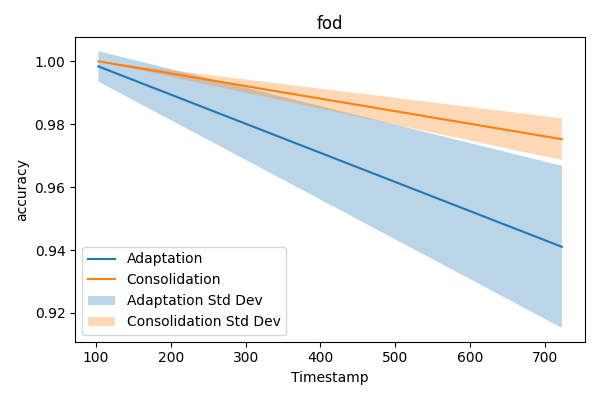 fod
1.00
0.98
0.96
0.94
0.92
accuracy
Adaptation
Consolidation
Adaptation Std Dev
Consolidation Std Dev
100 200 300 400 500 600 700
Timestamp